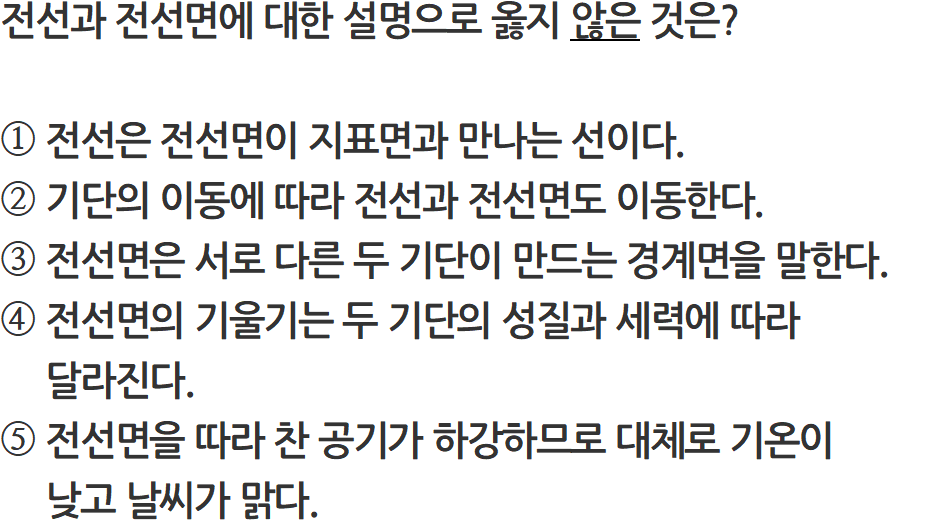 전선과 전선면에 대한 설명으로 옳지 않은 것은?
① 전선은 전선면이 지표면과 만나는 선이다.
② 기단의 이동에 따라 전선과 전선면도 이동한다.
③ 전선면은 서로 다른 두 기단이 만드는 경계면을 말한다.
④ 전선면의 기울기는 두 기단의 성질과 세력에 따라
달라진다.
⑤ 전선면을 따라 찬 공기가 하강하므로 대체로 기온이
낮고 날씨가 맑다.